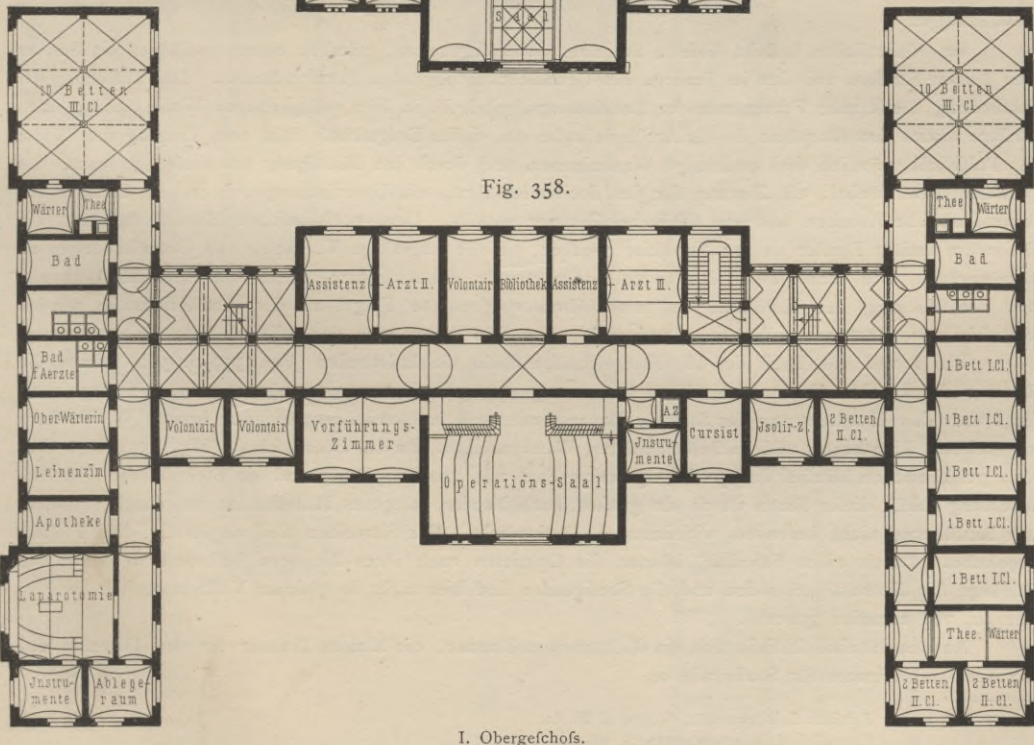 Saal
10 Betten
III. Cl.
10 Betten
III. Cl.
Fig. 358.
Wärter
Thee
Thee
Wärter
Bad
Bad
Assistenz
Arzt II.
Volontair
Bibliothek
Assistenz
Arzt III.
Bad
f. Aerzte
1 Bett I.Cl.
Ober-Wärterin
Volontair
Volontair
Vorführungs-
Zimmer
A Z
Jnstru-
mente
Cursist
Jsolir-Z.
2 Betten
II. Cl.
1 Bett I.Cl.
Leinenzim
Operations-Saal
1 Bett I.Cl.
Apotheke
1 Bett I.Cl.
Laparotomie
1 Bett I.Cl.
Thee.
Wärter
Jnstru-
mente
Ablege-
raum
2 Betten
II. Cl.
2 Betten
II. Cl.
I. Obergeſchoſs.